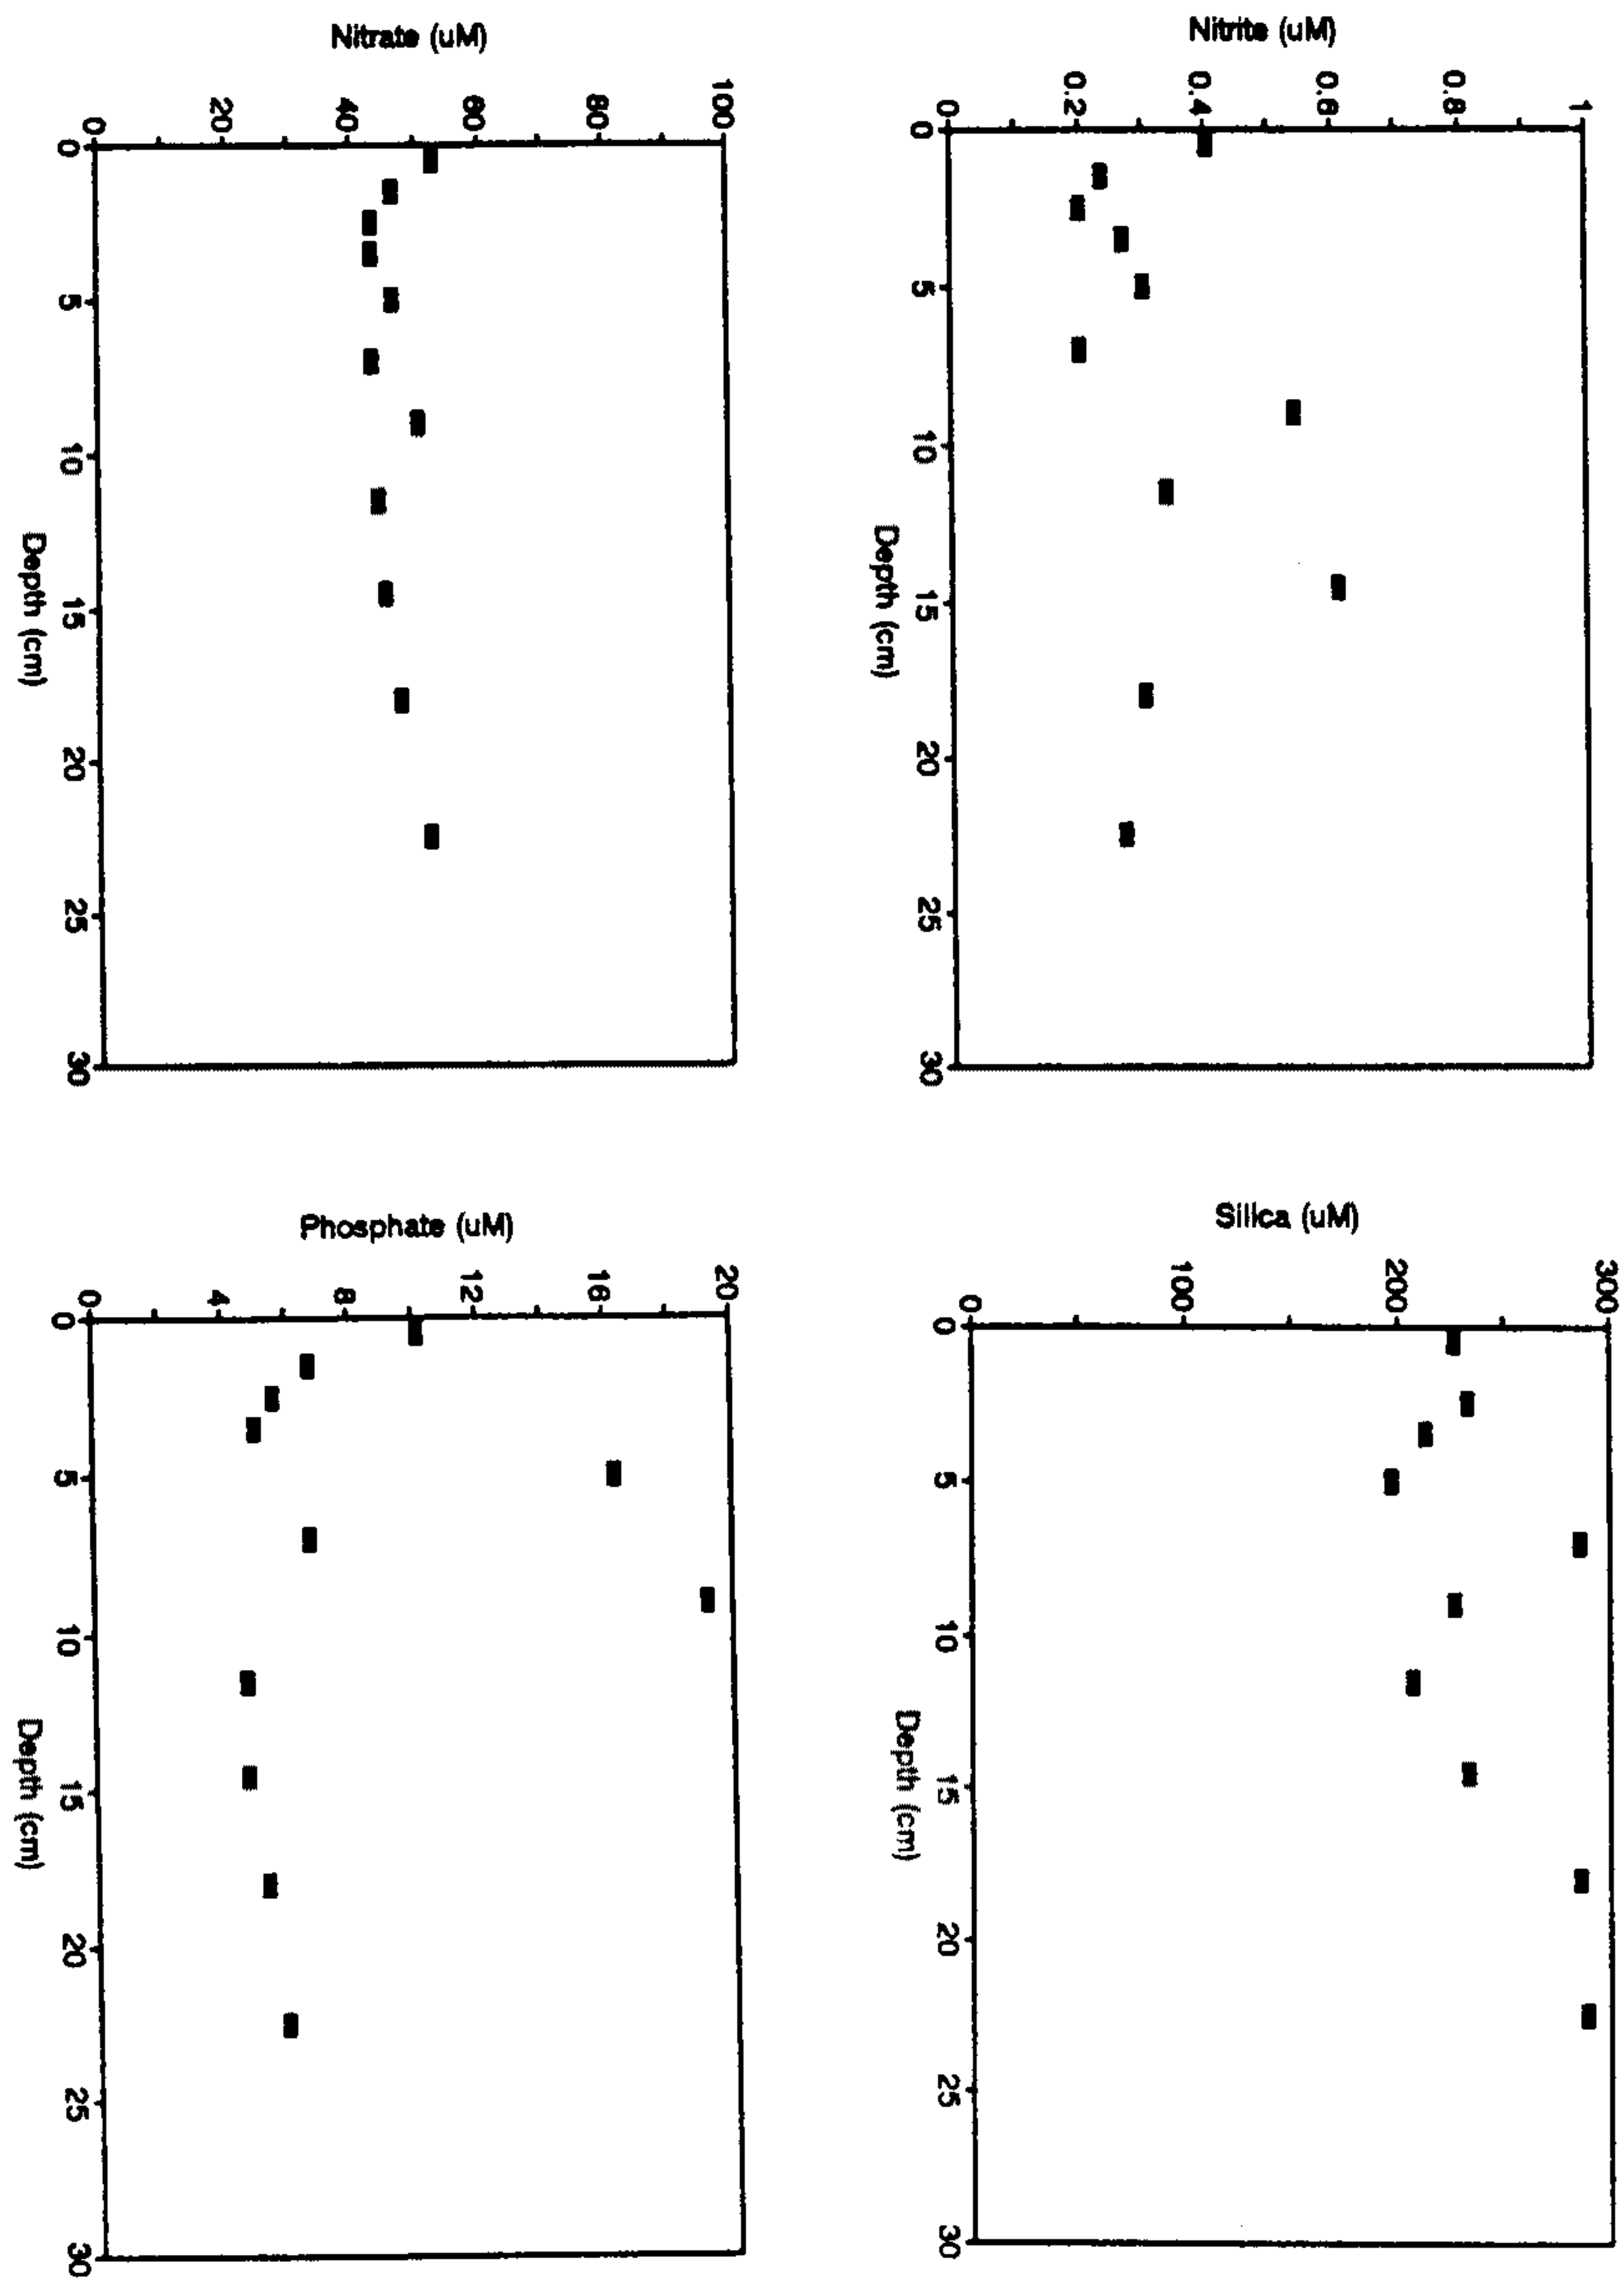 Nitrite (uM)
1
0.8
0.6
0.4
0.2
0
0 5 10 15 20 25 30
Depth (cm)
Silica (uM)
300
200
100
0
0 5 10 15 20 25 30
Depth (cm)
Nitrate (uM)
100
80
60
40
20
0
0 5 10 15 20 25 30
Depth (cm)
Phosphate (uM)
20
16
12
8
4
0
0 5 10 15 20 25 30
Depth (cm)